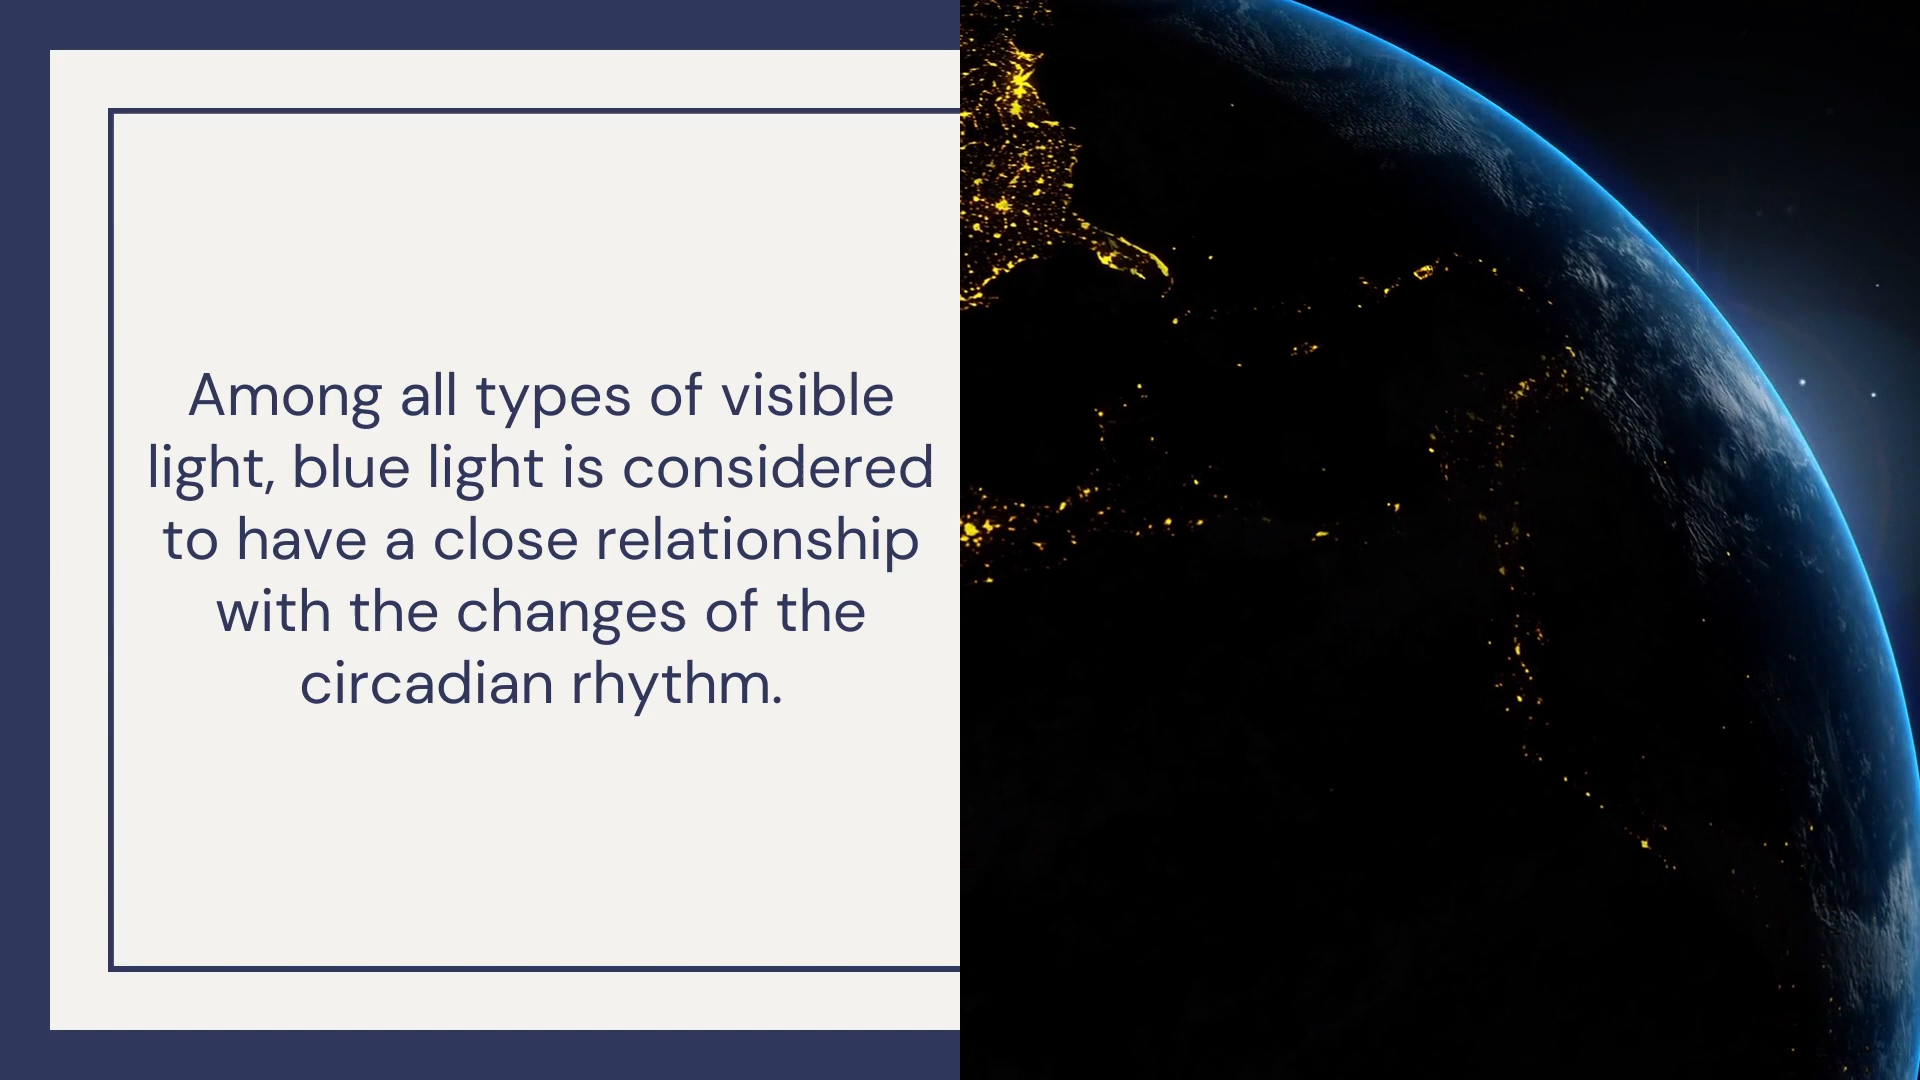 Among all types of visible
light, blue light is considered
to have a close relationship
with the changes of the
circadian rhythm.